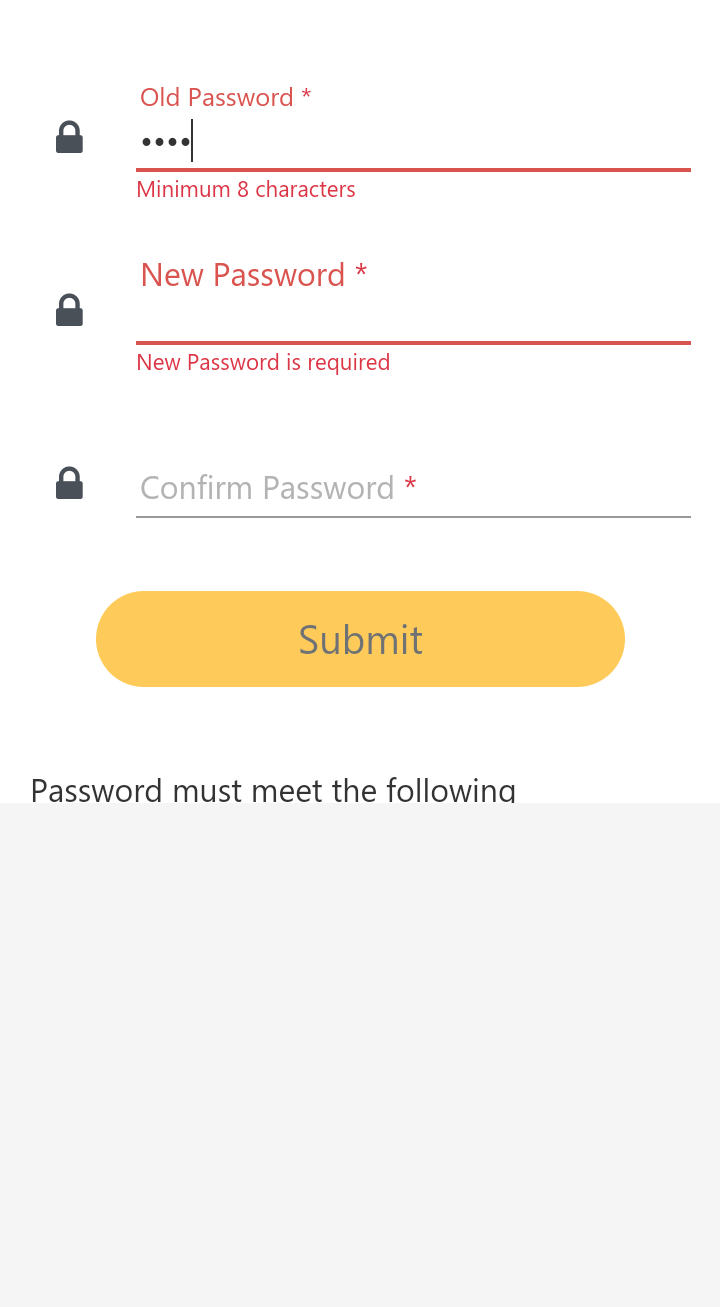 Old Password *
••••
Minimum 8 characters
New Password *
New Password is required
Confirm Password *
Submit
Password must meet the following